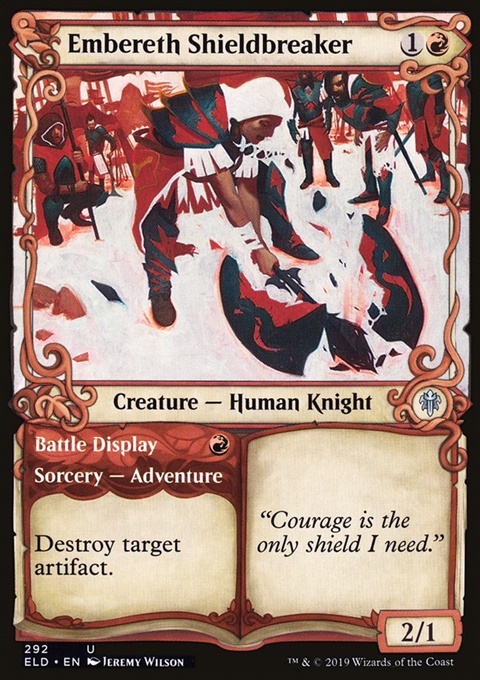 Embereth Shieldbreaker 1
Creature — Human Knight
Battle Display
Sorcery — Adventure
Destroy target
artifact.
“Courage is the
only shield I need.”
2/1
292 U
ELD • EN Jeremy Wilson
™ & © 2019 Wizards of the Coast